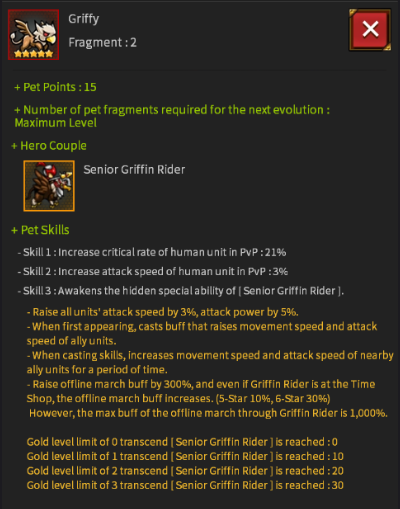 Griffy
Fragment : 2
+ Pet Points : 15
+ Number of pet fragments required for the next evolution :
Maximum Level
+ Hero Couple
Senior Griffin Rider
+ Pet Skills
- Skill 1 : Increase critical rate of human unit in PvP : 21%
- Skill 2 : Increase attack speed of human unit in PvP : 3%
- Skill 3 : Awakens the hidden special ability of [ Senior Griffin Rider ].
- Raise all units' attack speed by 3%, attack power by 5%.
- When first appearing, casts buff that raises movement speed and attack
speed of ally units.
- When casting skills, increases movement speed and attack speed of nearby
ally units for a period of time.
- Raise offline march buff by 300%, and even if Griffin Rider is at the Time
Shop, the offline march buff increases. (5-Star 10%, 6-Star 30%)
However, the max buff of the offline march through Griffin Rider is 1,000%.
Gold level limit of 0 transcend [ Senior Griffin Rider ] is reached : 0
Gold level limit of 1 transcend [ Senior Griffin Rider ] is reached : 10
Gold level limit of 2 transcend [ Senior Griffin Rider ] is reached : 20
Gold level limit of 3 transcend [ Senior Griffin Rider ] is reached : 30